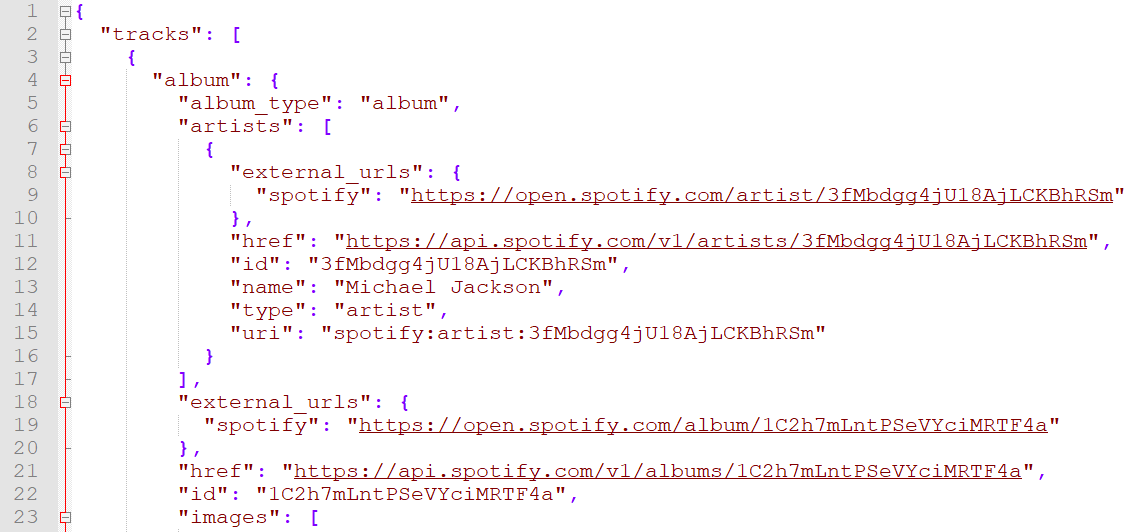 1 {
2 "tracks": [
3 {
4 "album": {
5 "album_type": "album",
6 "artists": [
7 {
8 "external_urls": {
9 "spotify": "https://open.spotify.com/artist/3fMbdgg4jU18AjLCKBhRSm"
10 },
11 "href": "https://api.spotify.com/v1/artists/3fMbdgg4jU18AjLCKBhRSm",
12 "id": "3fMbdgg4jU18AjLCKBhRSm",
13 "name": "Michael Jackson",
14 "type": "artist",
15 "uri": "spotify:artist:3fMbdgg4jU18AjLCKBhRSm"
16 }
17 ],
18 "external_urls": {
19 "spotify": "https://open.spotify.com/album/1C2h7mLntPSeVYciMRTF4a"
20 },
21 "href": "https://api.spotify.com/v1/albums/1C2h7mLntPSeVYciMRTF4a",
22 "id": "1C2h7mLntPSeVYciMRTF4a",
23 "images": [